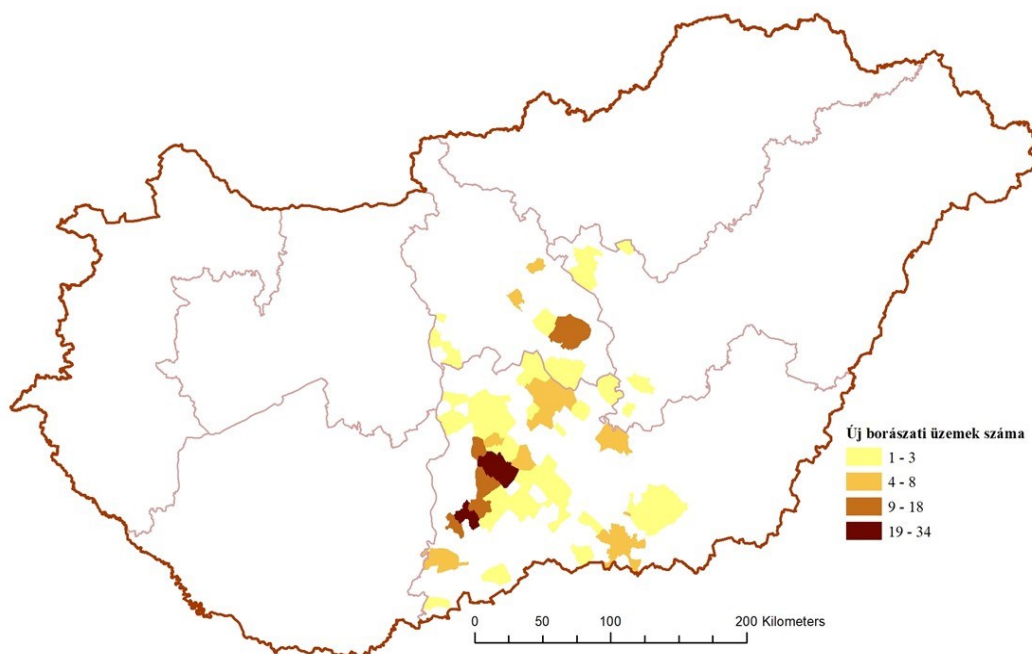 Új borászati üzemek száma
1 - 3
4 - 8
9 - 18
19 - 34
0 50 100 200 Kilometers